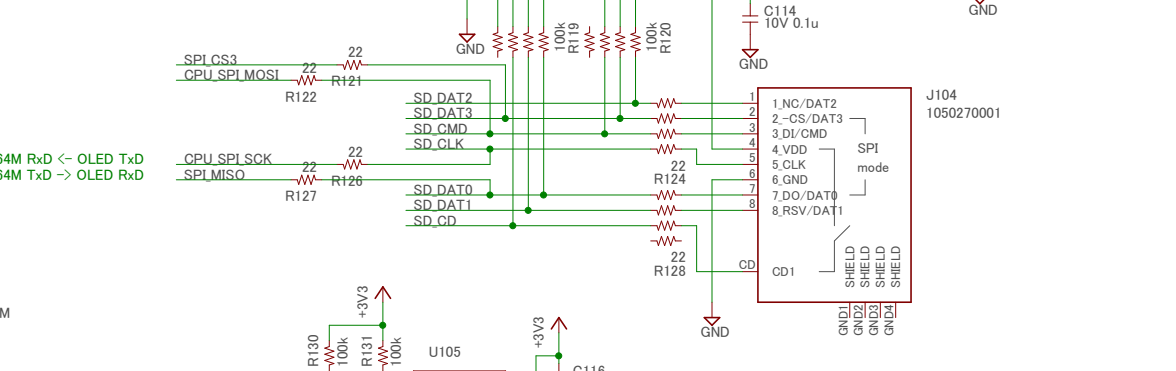 C114
10V 0.1u
GND
GND
GND
100k
R119
100k
R120
SPI_CS3
22
R121
CPU_SPI_MOSI
22
R122
J104
1050270001
SD_DAT2
SD_DAT3
SD_CMD
SD_CLK
1
2
3
4
5
6
7
8
1_NC/DAT2
2_-CS/DAT3
3_DI/CMD
4_VDD
5_CLK
6_GND
7_DO/DAT0
8_RSV/DAT1
SPI
mode
64M RxD <- OLED TxD
64M TxD -> OLED RxD
CPU_SPI_SCK
22
R126
SPI_MISO
22
R127
22
R124
SD_DAT0
SD_DAT1
SD_CD
22
R128
CD
CD1
SHIELD
SHIELD
SHIELD
SHIELD
GND1
GND2
GND3
GND4
GND
M
+3V3
R130
100k
R131
100k
U105
+3V3
C116